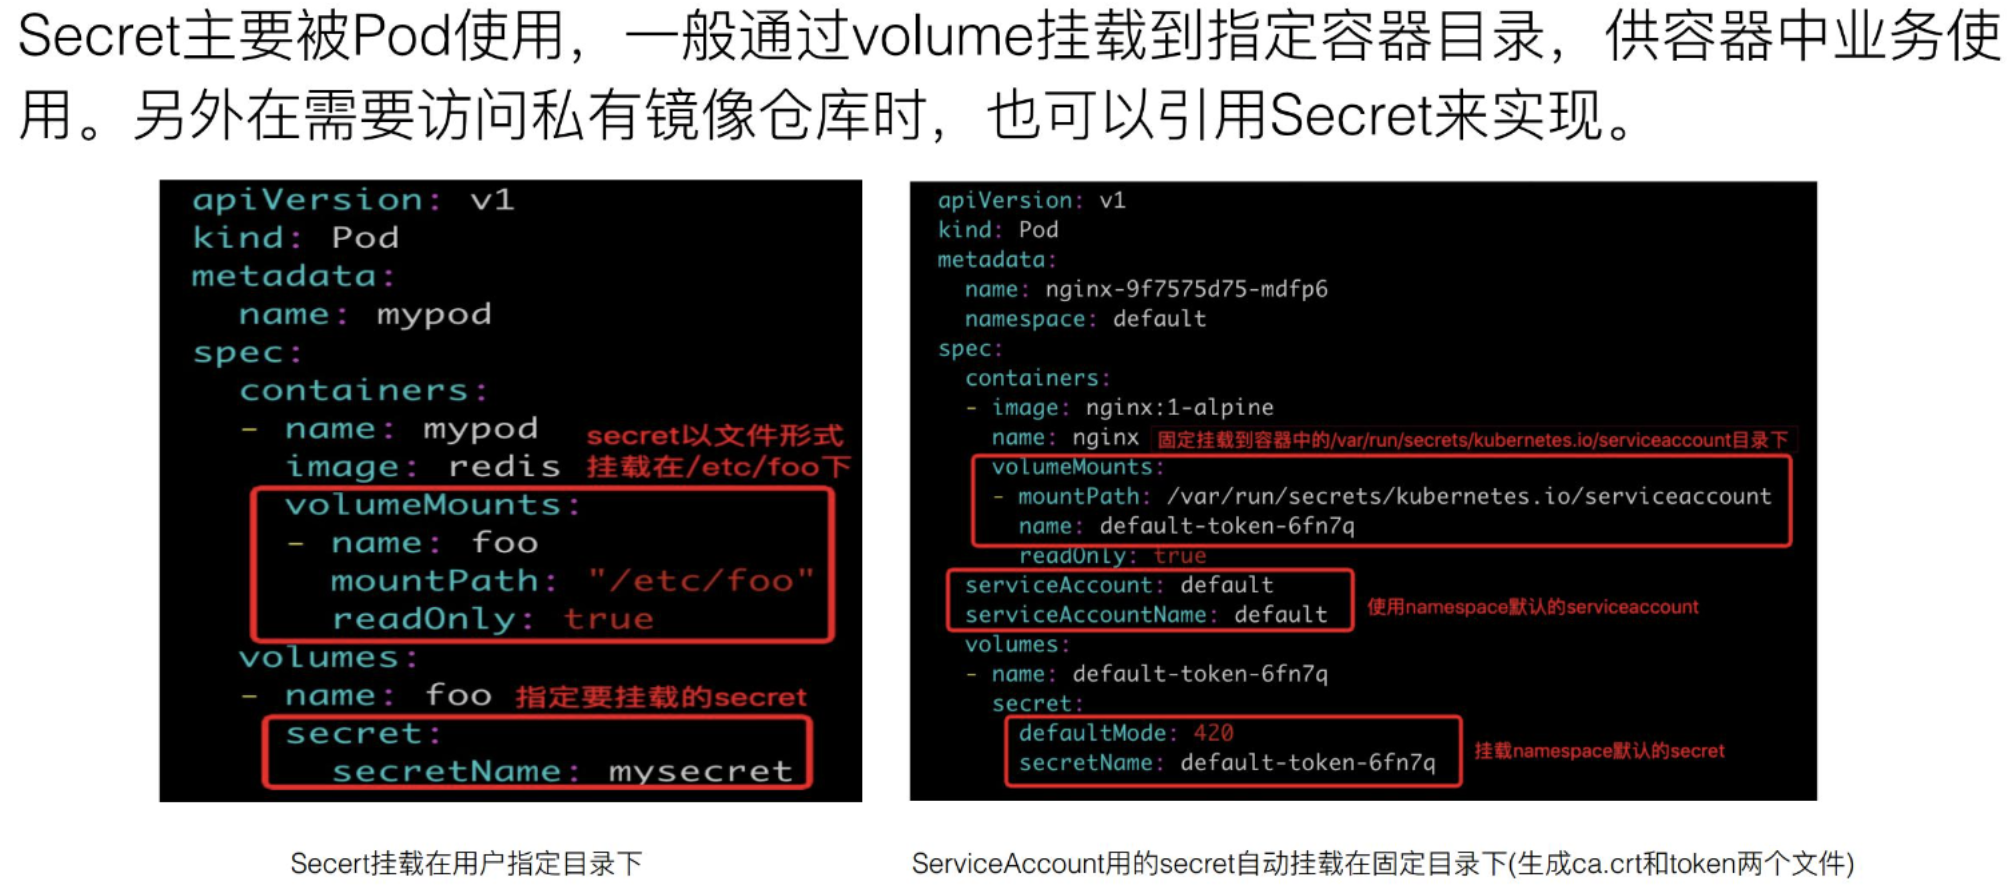 Secret主要被Pod使用，一般通过volume挂载到指定容器目录，供容器中业务使
用。另外在需要访问私有镜像仓库时，也可以引用Secret来实现。
apiVersion: v1
kind: Pod
metadata:
  name: mypod
spec:
  containers:
  - name: mypod
secret以文件形式
    image: redis
挂载在/etc/foo下
    volumeMounts:
    - name: foo
      mountPath: "/etc/foo"
      readOnly: true
  volumes:
  - name: foo
指定要挂载的secret
    secret:
      secretName: mysecret
Secert挂载在用户指定目录下
apiVersion: v1
kind: Pod
metadata:
  name: nginx-9f7575d75-mdfp6
  namespace: default
spec:
  containers:
  - image: nginx:1-alpine
    name: nginx
固定挂载到容器中的/var/run/secrets/kubernetes.io/serviceaccount目录下
    volumeMounts:
    - mountPath: /var/run/secrets/kubernetes.io/serviceaccount
      name: default-token-6fn7q
      readOnly: true
  serviceAccount: default
  serviceAccountName: default
使用namespace默认的serviceaccount
  volumes:
  - name: default-token-6fn7q
    secret:
      defaultMode: 420
      secretName: default-token-6fn7q
挂载namespace默认的secret
ServiceAccount用的secret自动挂载在固定目录下(生成ca.crt和token两个文件)